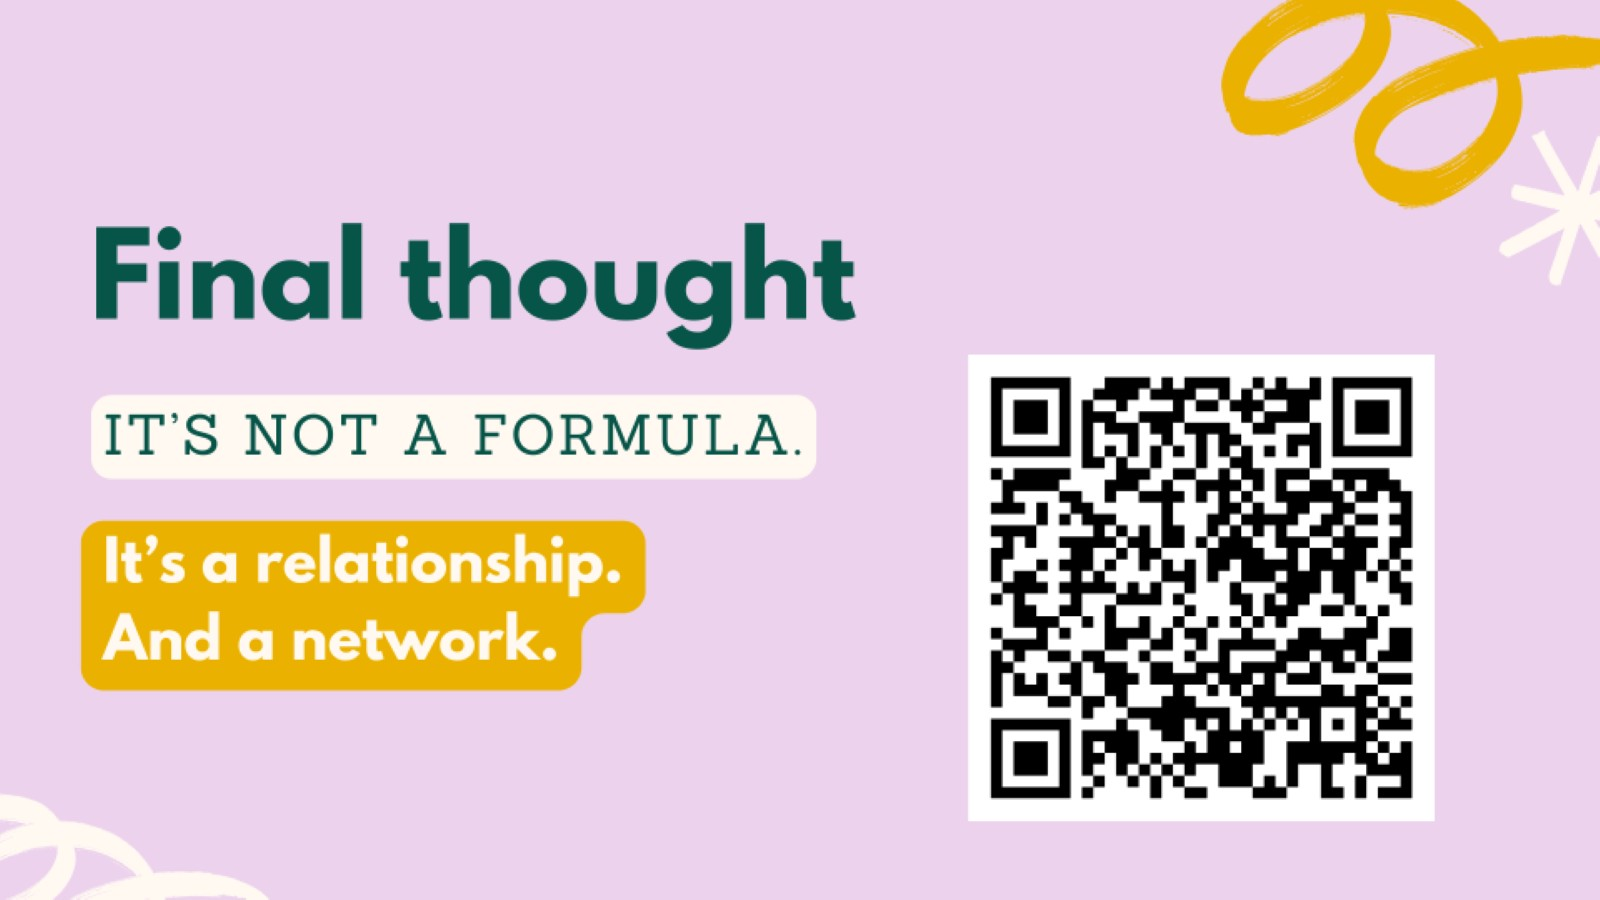 Final thought
IT’S NOT A FORMULA.
It’s a relationship.
And a network.